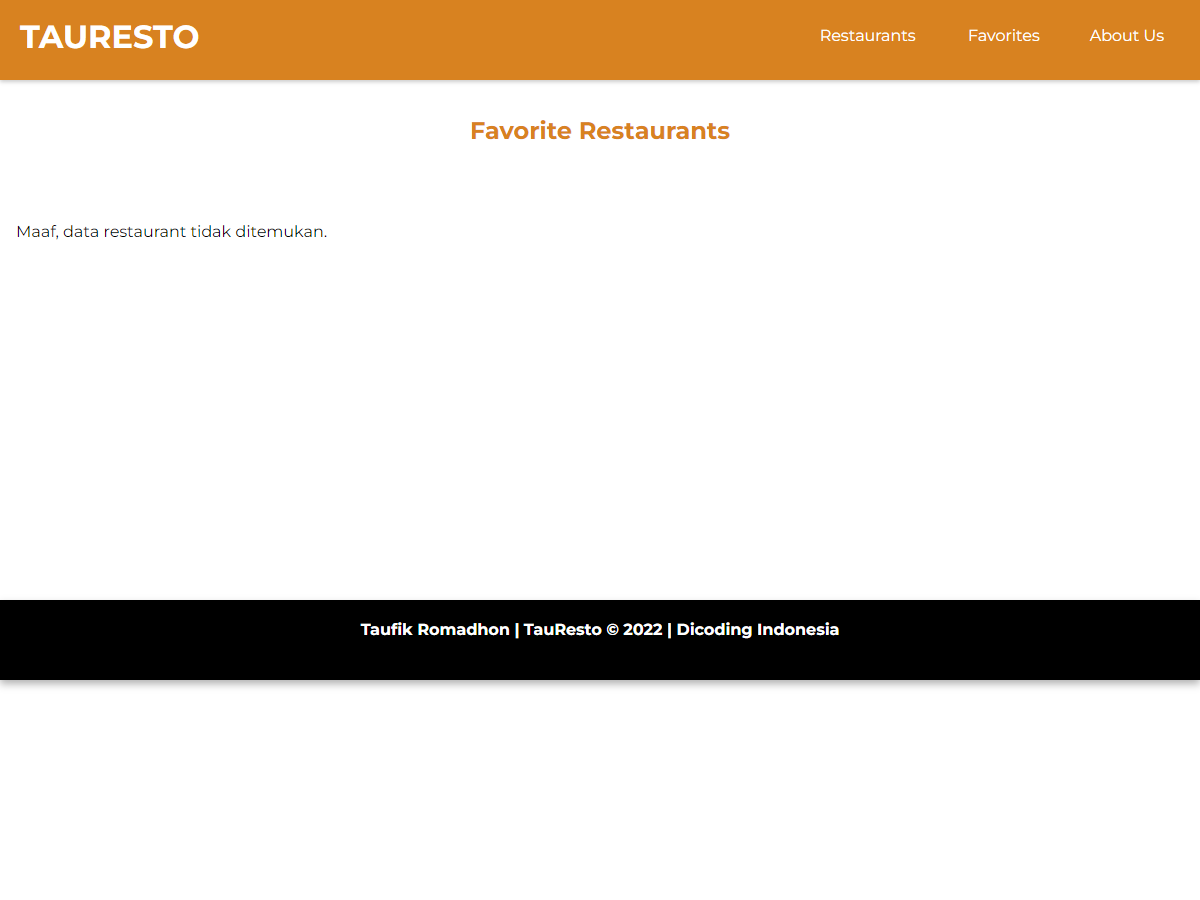 TAURESTO
Restaurants
Favorites
About Us
Favorite Restaurants
Maaf, data restaurant tidak ditemukan.
Taufik Romadhon | TauResto © 2022 | Dicoding Indonesia